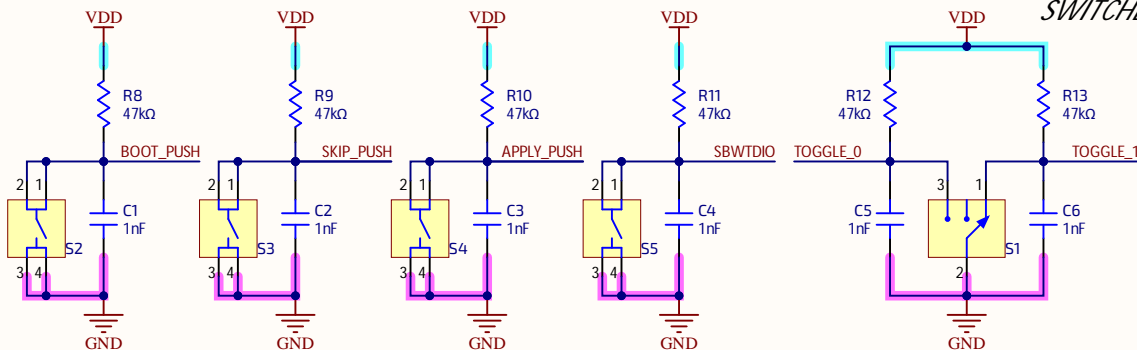 SWITCHE
VDD
VDD
VDD
VDD
VDD
R8
47kΩ
R9
47kΩ
R10
47kΩ
R11
47kΩ
R12
47kΩ
R13
47kΩ
BOOT_PUSH
SKIP_PUSH
APPLY_PUSH
SBWTDIO
TOGGLE_0
TOGGLE_1
2 1
2 1
2 1
2 1
3 1
C1
1nF
C2
1nF
C3
1nF
C4
1nF
C5
1nF
C6
1nF
S2
S3
S4
S5
S1
3 4
3 4
3 4
3 4
2
GND
GND
GND
GND
GND